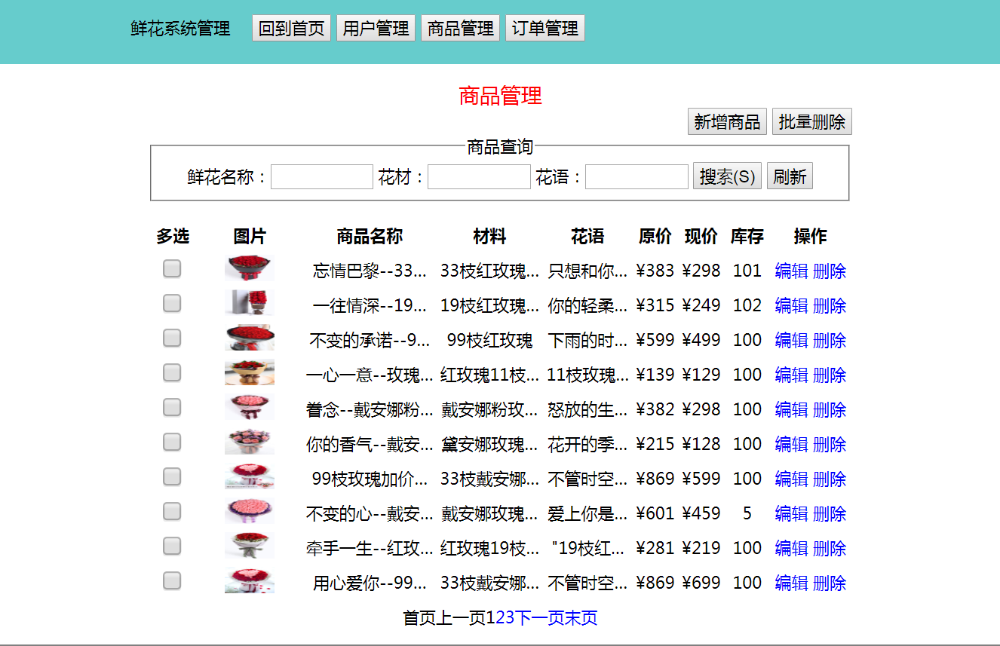 鲜花系统管理 回到首页 用户管理 商品管理 订单管理
商品管理
新增商品 批量删除
商品查询
鲜花名称： 花材： 花语： 搜索(S) 刷新
多选 图片 商品名称 材料 花语 原价 现价 库存 操作
忘情巴黎--33... 33枝红玫瑰... 只想和你... ¥383 ¥298 101 编辑 删除
一往情深--19... 19枝红玫瑰... 你的轻柔... ¥315 ¥249 102 编辑 删除
不变的承诺--9... 99枝红玫瑰 下雨的时... ¥599 ¥499 100 编辑 删除
一心一意--玫瑰... 红玫瑰11枝... 11枝玫瑰... ¥139 ¥129 100 编辑 删除
眷念--戴安娜粉... 戴安娜粉玫... 怒放的生... ¥382 ¥298 100 编辑 删除
你的香气--戴安... 黛安娜玫瑰... 花开的季... ¥215 ¥128 100 编辑 删除
99枝玫瑰加价... 33枝戴安娜... 不管时空... ¥869 ¥599 100 编辑 删除
不变的心--戴安... 戴安娜玫瑰... 爱上你是... ¥601 ¥459 5 编辑 删除
牵手一生--红玫... 红玫瑰19枝... "19枝红... ¥281 ¥219 100 编辑 删除
用心爱你--99... 33枝戴安娜... 不管时空... ¥869 ¥699 100 编辑 删除
首页上一页123下一页末页